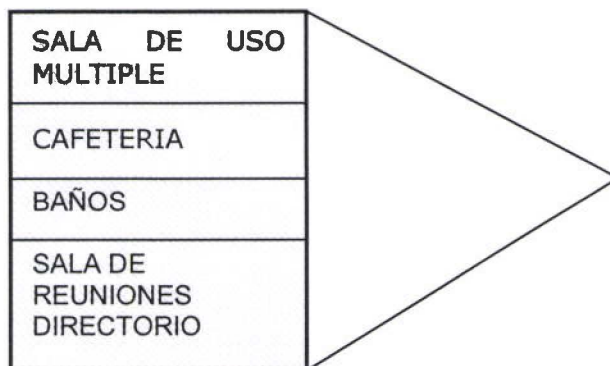 SALA DE USO
MULTIPLE
CAFETERIA
BAÑOS
SALA DE
REUNIONES
DIRECTORIO